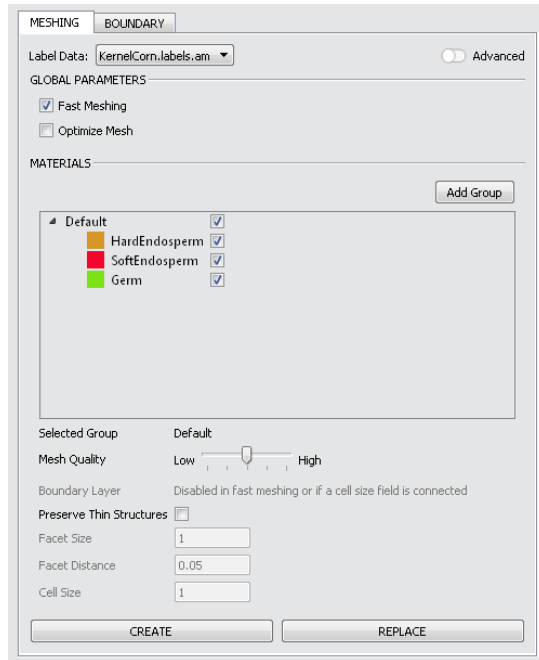 MESHING BOUNDARY
Label Data: KernelCorn.labels.am Advanced
GLOBAL PARAMETERS
Fast Meshing
Optimize Mesh
MATERIALS
Add Group
Default
HardEndosperm
SoftEndosperm
Germ
Selected Group Default
Mesh Quality Low High
Boundary Layer Disabled in fast meshing or if a cell size field is connected
Preserve Thin Structures
Facet Size 1
Facet Distance 0.05
Cell Size 1
CREATE REPLACE